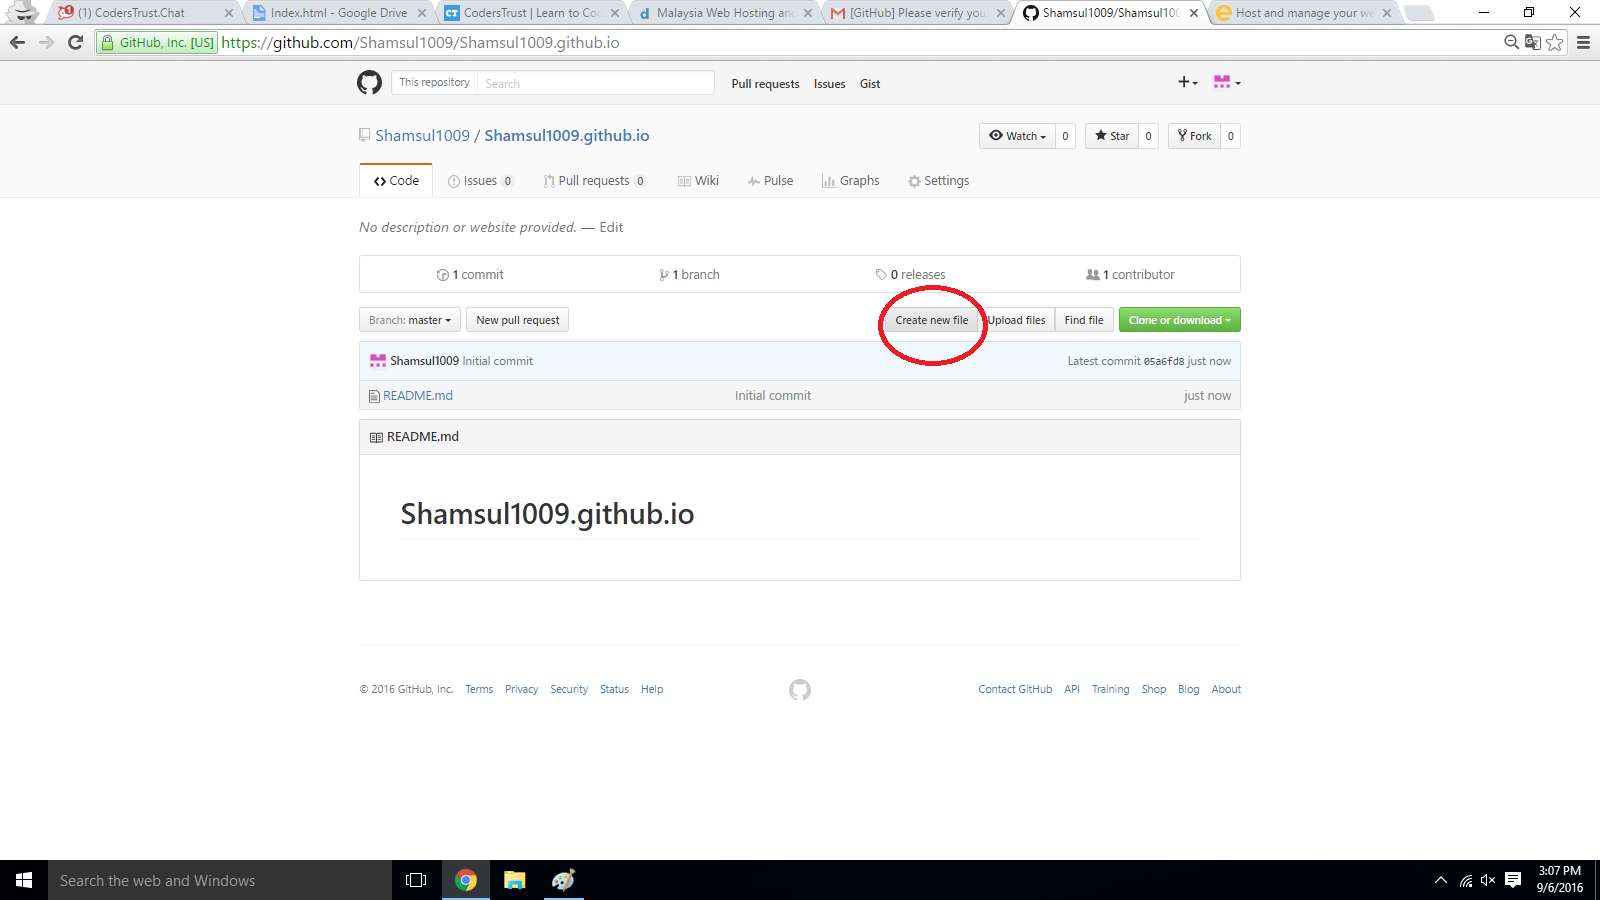 (1) CodersTrust.Chat
Index.html - Google Drive
CT CodersTrust | Learn to Co
d Malaysia Web Hosting an
[GitHub] Please verify you
Shamsul1009/Shamsul100
Host and manage your we
GitHub, Inc. [US] https://github.com/Shamsul1009/Shamsul1009.github.io
This repository Search Pull requests Issues Gist
Shamsul1009 / Shamsul1009.github.io Watch 0 Star 0 Fork 0
Code Issues 0 Pull requests 0 Wiki Pulse Graphs Settings
No description or website provided. — Edit
1 commit 1 branch 0 releases 1 contributor
Branch: master New pull request Create new file Upload files Find file Clone or download
Shamsul1009 Initial commit Latest commit 05a6fd8 just now
README.md Initial commit just now
README.md
Shamsul1009.github.io
© 2016 GitHub, Inc. Terms Privacy Security Status Help Contact GitHub API Training Shop Blog About
Search the web and Windows
3:07 PM
9/6/2016